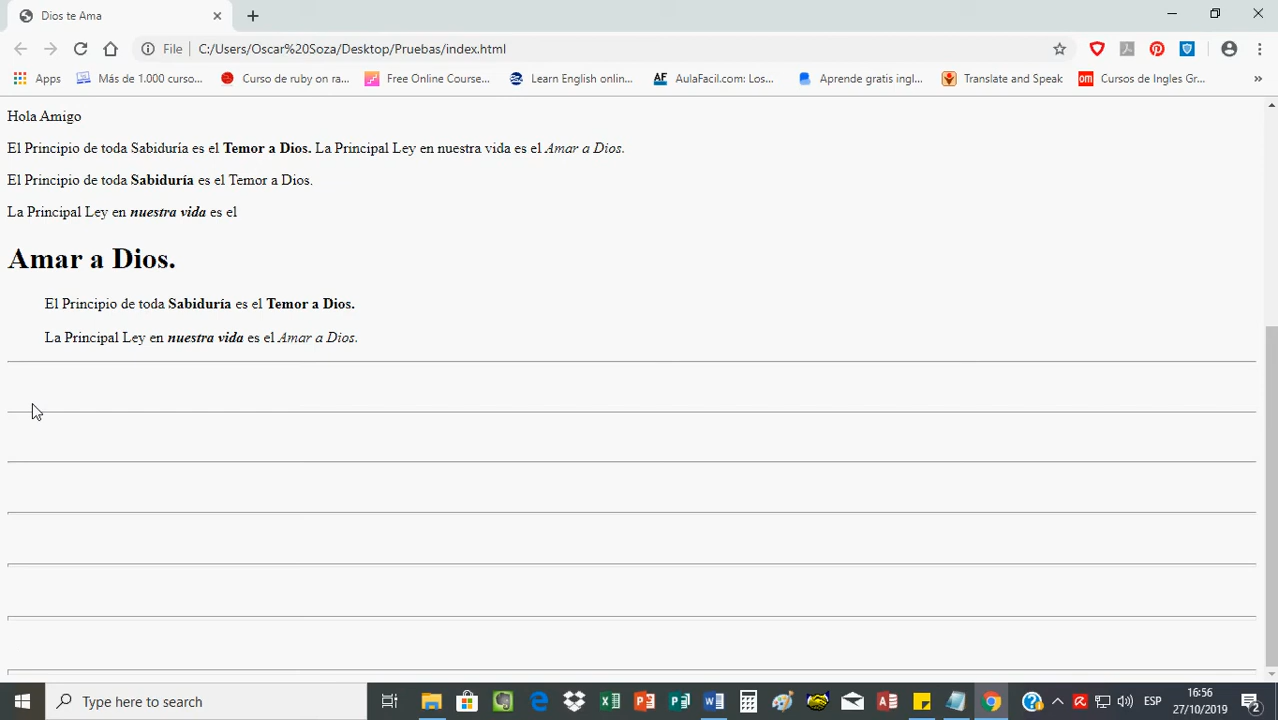 Dios te Ama
File C:/Users/Oscar%20Soza/Desktop/Pruebas/index.html
Apps Más de 1.000 curso... Curso de ruby on ra... Free Online Course... Learn English onlin... AF AulaFacil.com: Los... Aprende gratis ingl... Translate and Speak om Cursos de Ingles Gr... »
Hola Amigo
El Principio de toda Sabiduría es el Temor a Dios. La Principal Ley en nuestra vida es el Amar a Dios.
El Principio de toda Sabiduría es el Temor a Dios.
La Principal Ley en nuestra vida es el
Amar a Dios.
El Principio de toda Sabiduría es el Temor a Dios.
La Principal Ley en nuestra vida es el Amar a Dios.
Type here to search
ESP
16:56
27/10/2019
2